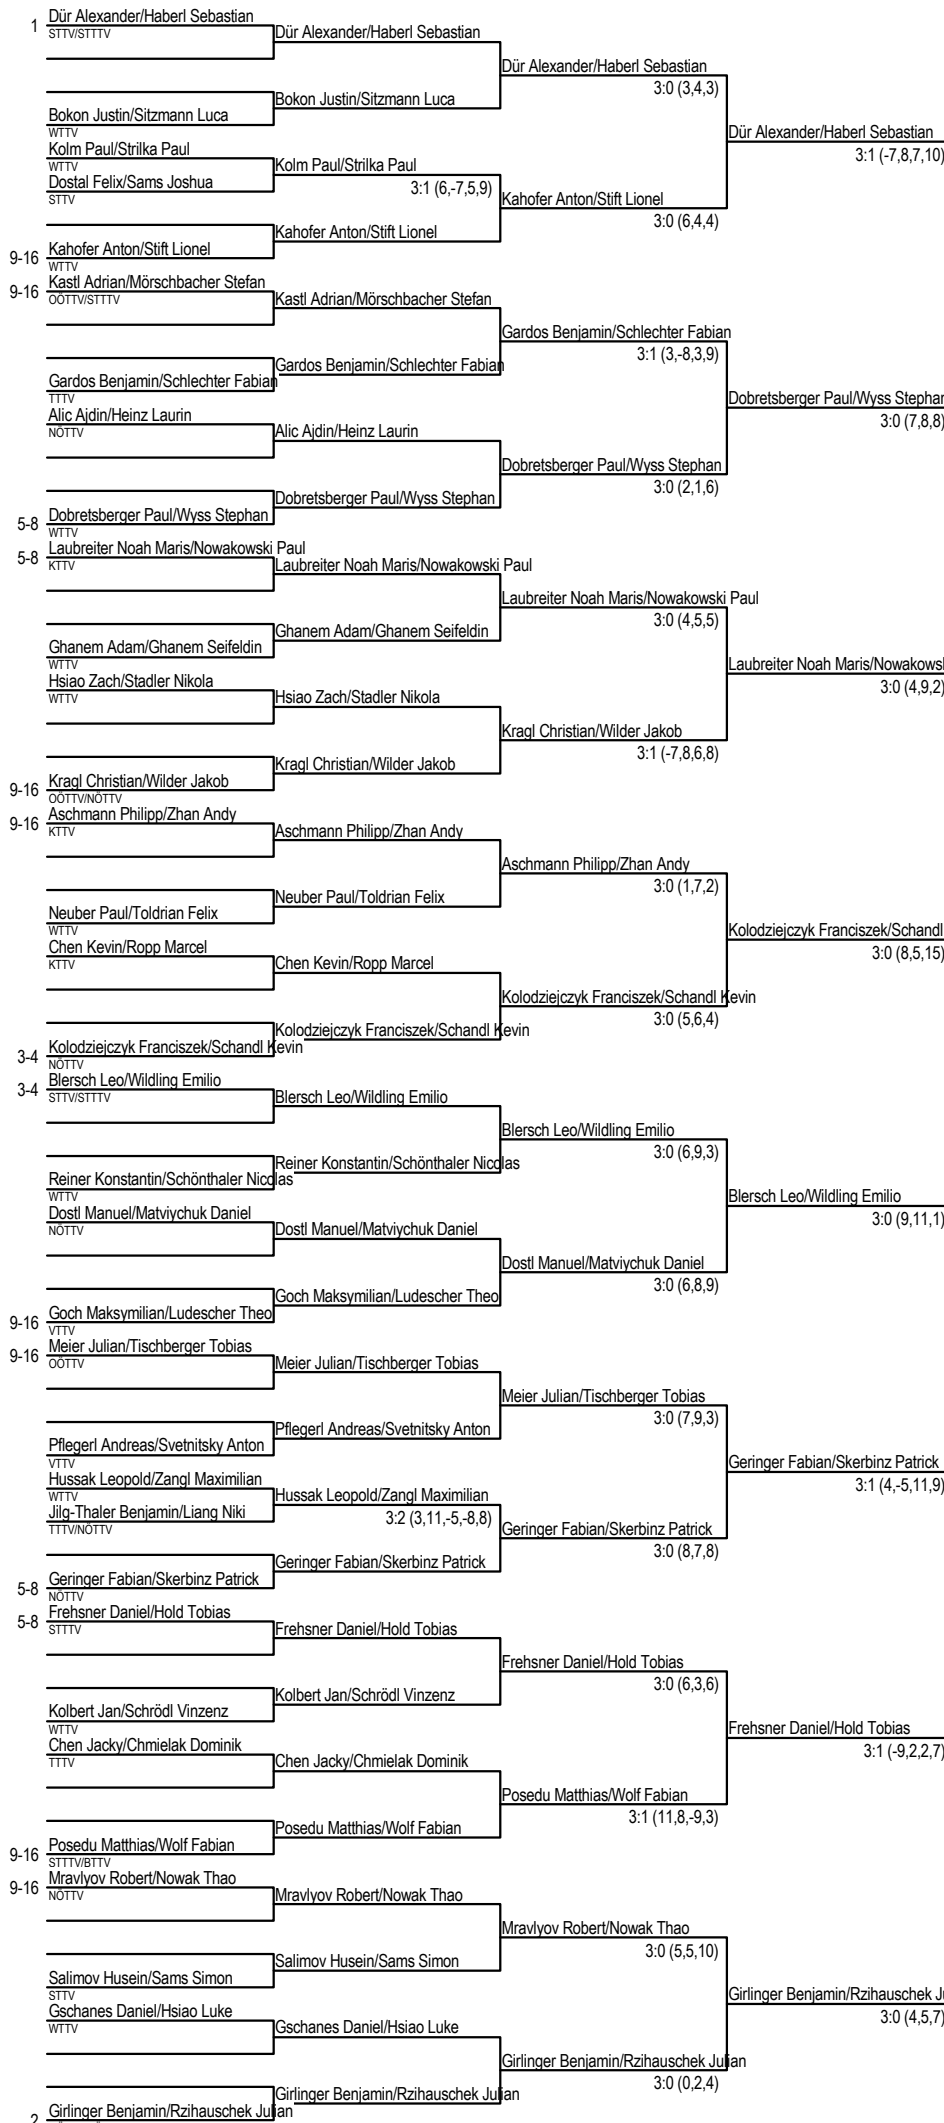 1 Dür Alexander/Haberl Sebastian
STTV/STTTV
Bokon Justin/Sitzmann Luca
WTTV
Kolm Paul/Strilka Paul
WTTV
Dostal Felix/Sams Joshua
STTV
9-16 Kahofer Anton/Stift Lionel
WTTV
9-16 Kastl Adrian/Mörschbacher Stefan
OÖTTV/STTTV
Gardos Benjamin/Schlechter Fabian
TTTV
Alic Ajdin/Heinz Laurin
NÖTTV
5-8 Dobretsberger Paul/Wyss Stephan
WTTV
5-8 Laubreiter Noah Maris/Nowakowski Paul
KTTV
Ghanem Adam/Ghanem Seifeldin
WTTV
Hsiao Zach/Stadler Nikola
WTTV
9-16 Kragl Christian/Wilder Jakob
OÖTTV/NÖTTV
9-16 Aschmann Philipp/Zhan Andy
KTTV
Neuber Paul/Toldrian Felix
WTTV
Chen Kevin/Ropp Marcel
KTTV
3-4 Kolodziejczyk Franciszek/Schandl Kevin
NÖTTV
3-4 Blersch Leo/Wildling Emilio
STTV/STTTV
Reiner Konstantin/Schönthaler Nicolas
WTTV
Dostl Manuel/Matviychuk Daniel
NÖTTV
9-16 Goch Maksymilian/Ludescher Theo
VTTV
9-16 Meier Julian/Tischberger Tobias
OÖTTV
Pflegerl Andreas/Svetnitsky Anton
VTTV
Hussak Leopold/Zangl Maximilian
WTTV
Jilg-Thaler Benjamin/Liang Niki
TTTV/NÖTTV
5-8 Geringer Fabian/Skerbinz Patrick
NÖTTV
5-8 Frehsner Daniel/Hold Tobias
STTTV
Kolbert Jan/Schrödl Vinzenz
WTTV
Chen Jacky/Chmielak Dominik
TTTV
9-16 Posedu Matthias/Wolf Fabian
STTTV/BTTV
9-16 Mravlyov Robert/Nowak Thao
NÖTTV
Salimov Husein/Sams Simon
STTV
Gschanes Daniel/Hsiao Luke
WTTV
2 Girlinger Benjamin/Rzihauschek Julian
Dür Alexander/Haberl Sebastian
Bokon Justin/Sitzmann Luca
Kolm Paul/Strilka Paul
3:1 (6,-7,5,9)
Kahofer Anton/Stift Lionel
Kastl Adrian/Mörschbacher Stefan
Gardos Benjamin/Schlechter Fabian
Alic Ajdin/Heinz Laurin
Dobretsberger Paul/Wyss Stephan
Laubreiter Noah Maris/Nowakowski Paul
Ghanem Adam/Ghanem Seifeldin
Hsiao Zach/Stadler Nikola
Kragl Christian/Wilder Jakob
Aschmann Philipp/Zhan Andy
Neuber Paul/Toldrian Felix
Chen Kevin/Ropp Marcel
Kolodziejczyk Franciszek/Schandl Kevin
Blersch Leo/Wildling Emilio
Reiner Konstantin/Schönthaler Nicolas
Dostl Manuel/Matviychuk Daniel
Goch Maksymilian/Ludescher Theo
Meier Julian/Tischberger Tobias
Pflegerl Andreas/Svetnitsky Anton
Hussak Leopold/Zangl Maximilian
3:2 (3,11,-5,-8,8)
Geringer Fabian/Skerbinz Patrick
Frehsner Daniel/Hold Tobias
Kolbert Jan/Schrödl Vinzenz
Chen Jacky/Chmielak Dominik
Posedu Matthias/Wolf Fabian
Mravlyov Robert/Nowak Thao
Salimov Husein/Sams Simon
Gschanes Daniel/Hsiao Luke
Girlinger Benjamin/Rzihauschek Julian
Dür Alexander/Haberl Sebastian
3:0 (3,4,3)
Kahofer Anton/Stift Lionel
3:0 (6,4,4)
Gardos Benjamin/Schlechter Fabian
3:1 (3,-8,3,9)
Dobretsberger Paul/Wyss Stephan
3:0 (2,1,6)
Laubreiter Noah Maris/Nowakowski Paul
3:0 (4,5,5)
Kragl Christian/Wilder Jakob
3:1 (-7,8,6,8)
Aschmann Philipp/Zhan Andy
3:0 (1,7,2)
Kolodziejczyk Franciszek/Schandl Kevin
3:0 (5,6,4)
Blersch Leo/Wildling Emilio
3:0 (6,9,3)
Dostl Manuel/Matviychuk Daniel
3:0 (6,8,9)
Meier Julian/Tischberger Tobias
3:0 (7,9,3)
Geringer Fabian/Skerbinz Patrick
3:0 (8,7,8)
Frehsner Daniel/Hold Tobias
3:0 (6,3,6)
Posedu Matthias/Wolf Fabian
3:1 (11,8,-9,3)
Mravlyov Robert/Nowak Thao
3:0 (5,5,10)
Girlinger Benjamin/Rzihauschek Julian
3:0 (0,2,4)
Dür Alexander/Haberl Sebastian
3:1 (-7,8,7,10)
Dobretsberger Paul/Wyss Stephan
3:0 (7,8,8)
Laubreiter Noah Maris/Nowakows
3:0 (4,9,2)
Kolodziejczyk Franciszek/Schandl
3:0 (8,5,15)
Blersch Leo/Wildling Emilio
3:0 (9,11,1)
Geringer Fabian/Skerbinz Patrick
3:1 (4,-5,11,9)
Frehsner Daniel/Hold Tobias
3:1 (-9,2,2,7)
Girlinger Benjamin/Rzihauschek J
3:0 (4,5,7)